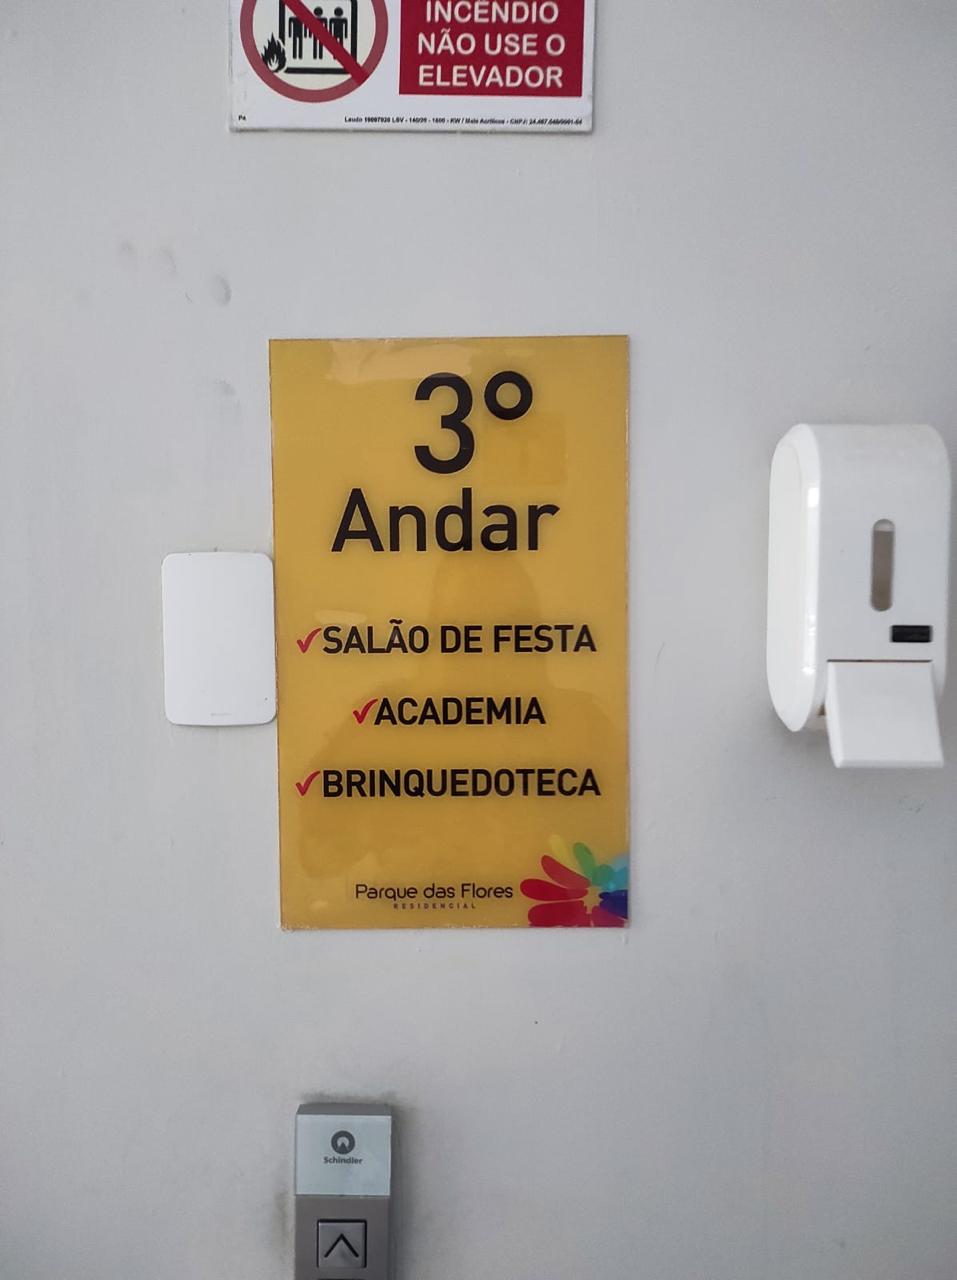 INCÊNDIO
NÃO USE O
ELEVADOR
3º
Andar
✓SALÃO DE FESTA
✓ACADEMIA
✓BRINQUEDOTECA
Parque das Flores
RESIDENCIAL
Schindler